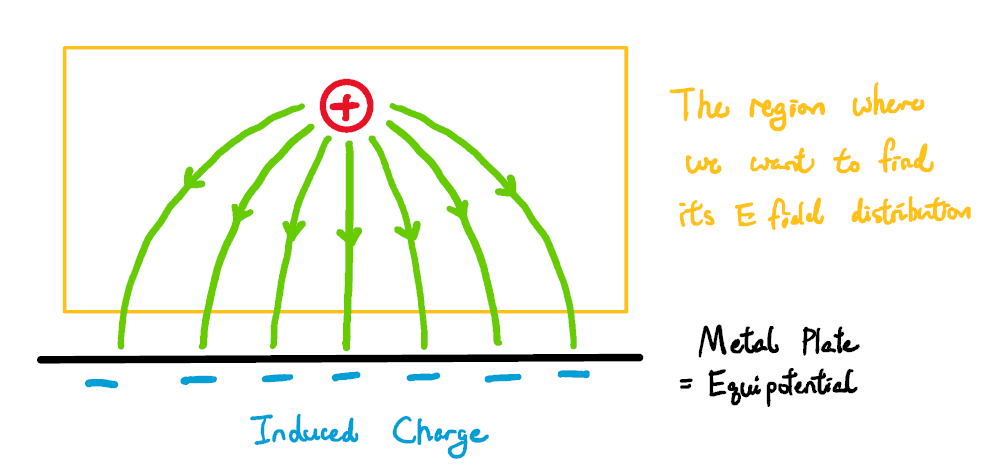 +
The region where
we want to find
its E field distribution
Metal Plate
= Equipotential
Induced Charge